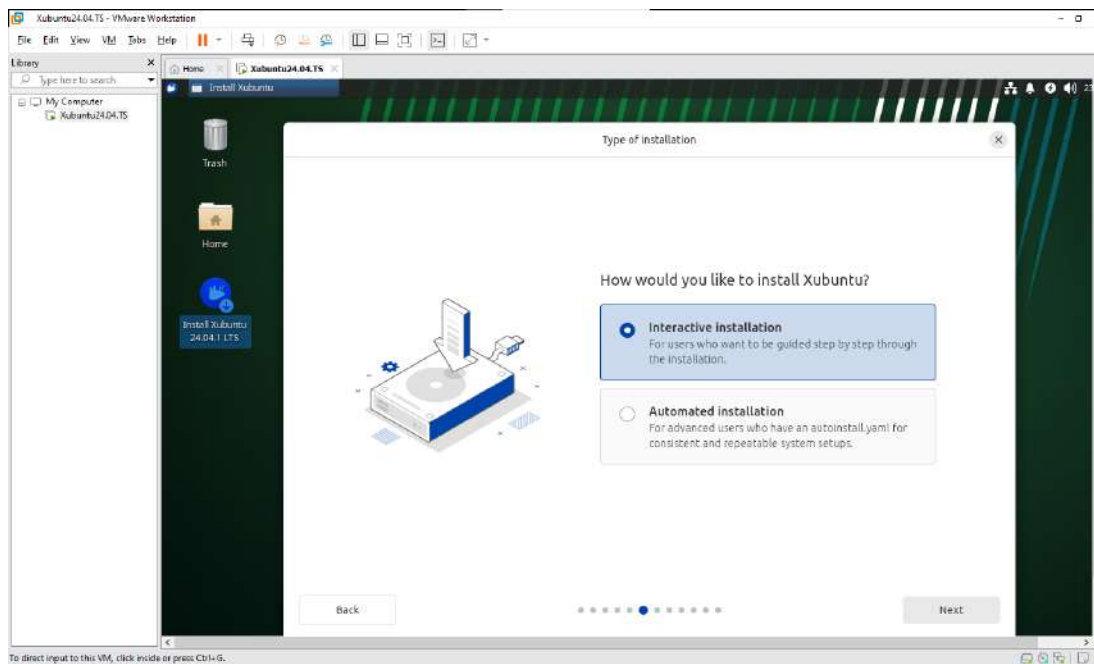 Xubuntu24.04.TS - VMware Workstation
File Edit View VM Tabs Help
Library
Type here to search
My Computer
Xubuntu24.04.TS
Home
Xubuntu24.04.TS
Install Xubuntu
23
Trash
Home
Install Xubuntu
24.04.1 LTS
Type of installation
How would you like to install Xubuntu?
Interactive installation
For users who want to be guided step by step through
the installation.
Automated installation
For advanced users who have an autoinstall.yaml for
consistent and repeatable system setups.
Back
Next
To direct input to this VM, click inside or press Ctrl+G.